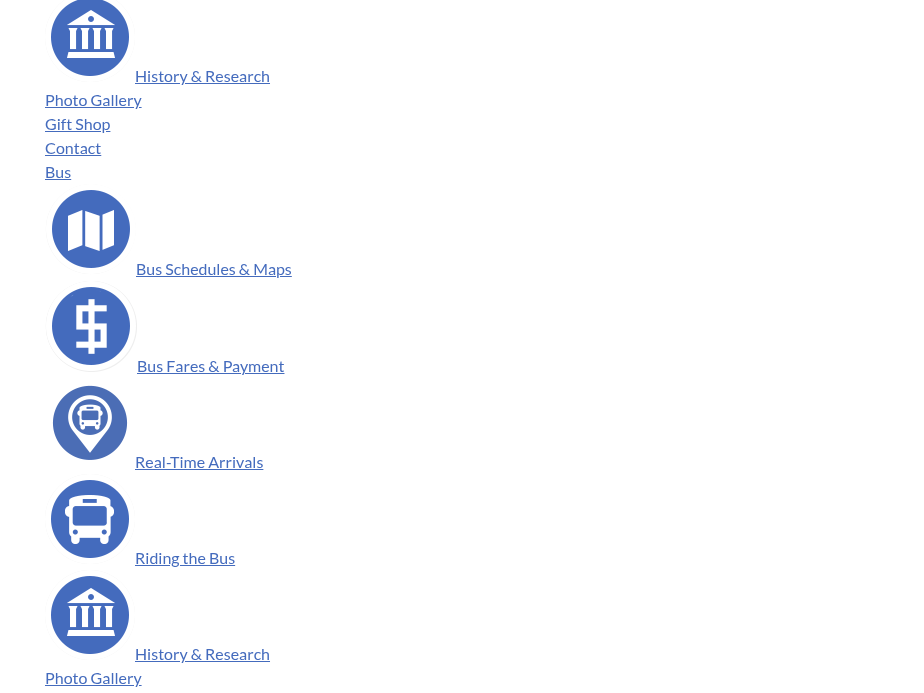 History & Research
Photo Gallery
Gift Shop
Contact
Bus
Bus Schedules & Maps
Bus Fares & Payment
Real-Time Arrivals
Riding the Bus
History & Research
Photo Gallery